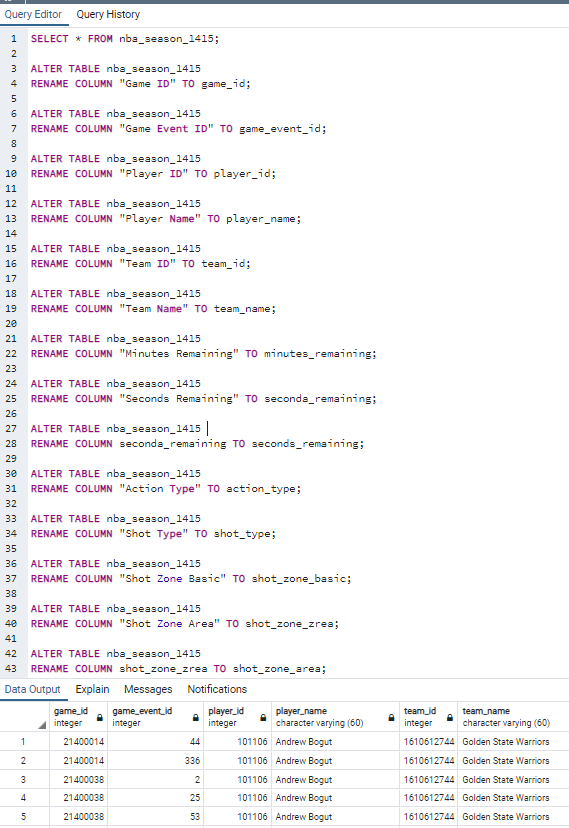 Query Editor Query History
1 SELECT * FROM nba_season_1415;
2
3 ALTER TABLE nba_season_1415
4 RENAME COLUMN "Game ID" TO game_id;
5
6 ALTER TABLE nba_season_1415
7 RENAME COLUMN "Game Event ID" TO game_event_id;
8
9 ALTER TABLE nba_season_1415
10 RENAME COLUMN "Player ID" TO player_id;
11
12 ALTER TABLE nba_season_1415
13 RENAME COLUMN "Player Name" TO player_name;
14
15 ALTER TABLE nba_season_1415
16 RENAME COLUMN "Team ID" TO team_id;
17
18 ALTER TABLE nba_season_1415
19 RENAME COLUMN "Team Name" TO team_name;
20
21 ALTER TABLE nba_season_1415
22 RENAME COLUMN "Minutes Remaining" TO minutes_remaining;
23
24 ALTER TABLE nba_season_1415
25 RENAME COLUMN "Seconds Remaining" TO seconda_remaining;
26
27 ALTER TABLE nba_season_1415
28 RENAME COLUMN seconda_remaining TO seconds_remaining;
29
30 ALTER TABLE nba_season_1415
31 RENAME COLUMN "Action Type" TO action_type;
32
33 ALTER TABLE nba_season_1415
34 RENAME COLUMN "Shot Type" TO shot_type;
35
36 ALTER TABLE nba_season_1415
37 RENAME COLUMN "Shot Zone Basic" TO shot_zone_basic;
38
39 ALTER TABLE nba_season_1415
40 RENAME COLUMN "Shot Zone Area" TO shot_zone_zrea;
41
42 ALTER TABLE nba_season_1415
43 RENAME COLUMN shot_zone_zrea TO shot_zone_area;
Data Output Explain Messages Notifications
game_id game_event_id player_id player_name team_id team_name
integer integer integer character varying (60) integer character varying (60)
1 21400014 44 101106 Andrew Bogut 1610612744 Golden State Warriors
2 21400014 336 101106 Andrew Bogut 1610612744 Golden State Warriors
3 21400038 2 101106 Andrew Bogut 1610612744 Golden State Warriors
4 21400038 25 101106 Andrew Bogut 1610612744 Golden State Warriors
5 21400038 53 101106 Andrew Bogut 1610612744 Golden State Warriors